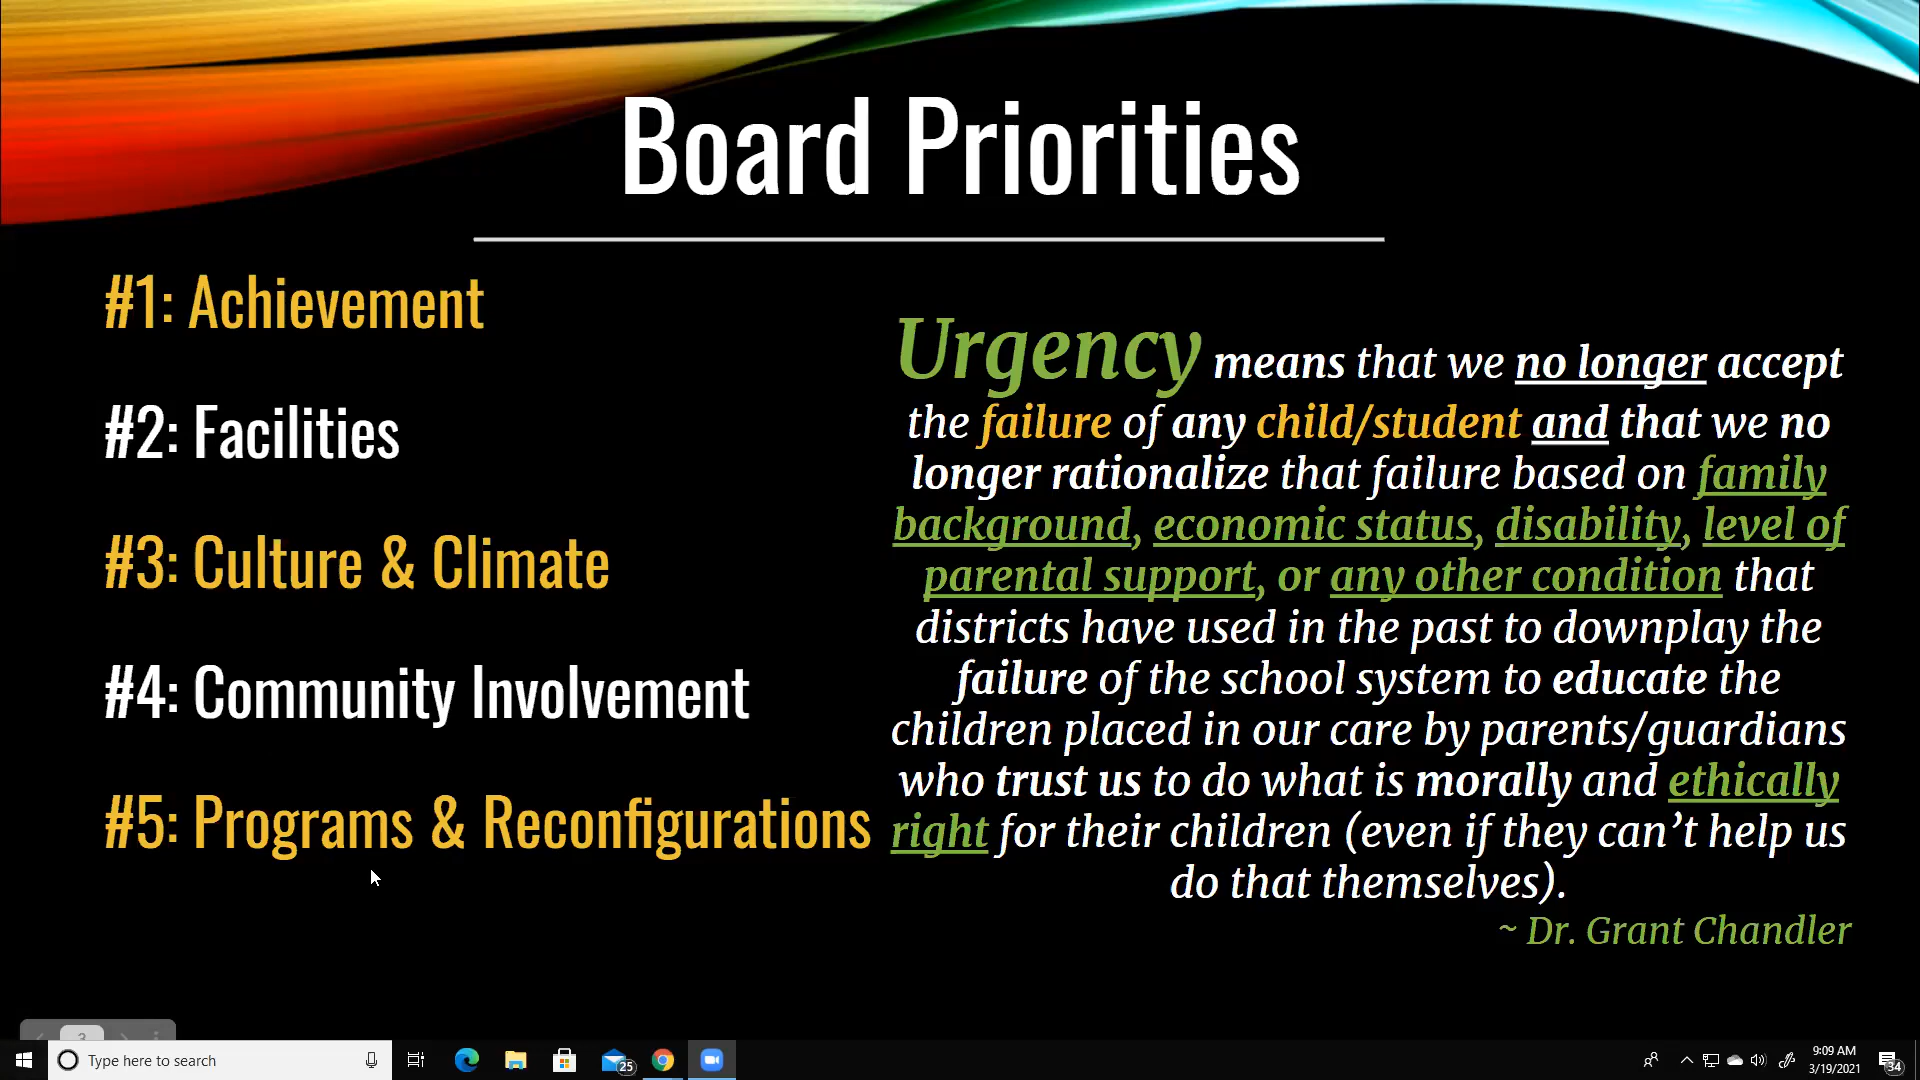 Board Priorities
#1: Achievement
#2: Facilities
#3: Culture & Climate
#4: Community Involvement
#5: Programs & Reconfigurations
Urgency means that we no longer accept
the failure of any child/student and that we no
longer rationalize that failure based on family
background, economic status, disability, level of
parental support, or any other condition that
districts have used in the past to downplay the
failure of the school system to educate the
children placed in our care by parents/guardians
who trust us to do what is morally and ethically
right for their children (even if they can’t help us
do that themselves).
~ Dr. Grant Chandler
3
Type here to search
25
9:09 AM
3/19/2021
34